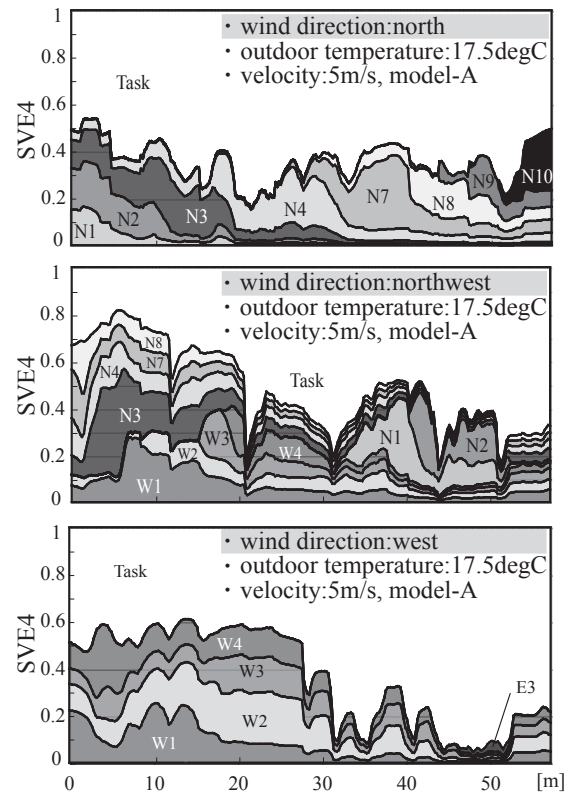 1
・ wind direction:north
・ outdoor temperature:17.5degC
・ velocity:5m/s, model-A
0.8
Task
0.6
SVE4
0.4
0.2
0
N1
N2
N3
N4
N7
N8
N9
N10
1
・ wind direction:northwest
・ outdoor temperature:17.5degC
・ velocity:5m/s, model-A
0.8
0.6
SVE4
0.4
0.2
0
Task
N8
N7
N4
N3
W3
W2
W1
W4
N1
N2
1
・ wind direction:west
・ outdoor temperature:17.5degC
・ velocity:5m/s, model-A
0.8
Task
0.6
SVE4
0.4
0.2
0
W4
W3
W2
W1
E3
0 10 20 30 40 50 [m]